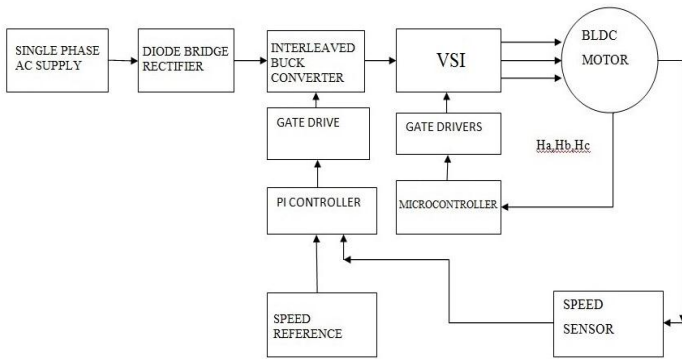 SINGLE PHASE
AC SUPPLY
DIODE BRIDGE
RECTIFIER
INTERLEAVED
BUCK
CONVERTER
VSI
BLDC
MOTOR
GATE DRIVE
GATE DRIVERS
Ha,Hb,Hc
PI CONTROLLER
MICROCONTROLLER
SPEED
REFERENCE
SPEED
SENSOR